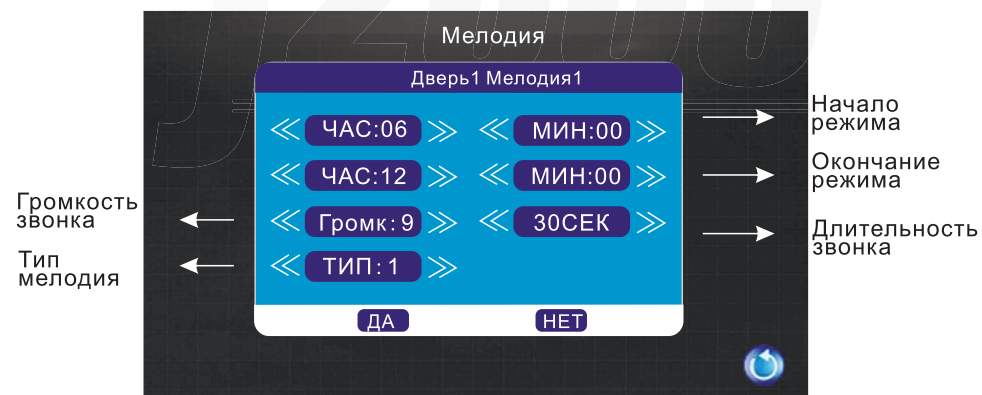 Мелодия
Дверь1 Мелодия1
ЧАС:06 МИН:00
Начало
режима
ЧАС:12 МИН:00
Окончание
режима
Громкость
звонка
Громк:9 30СЕК
Длительность
звонка
Тип
мелодия
ТИП:1
ДА НЕТ